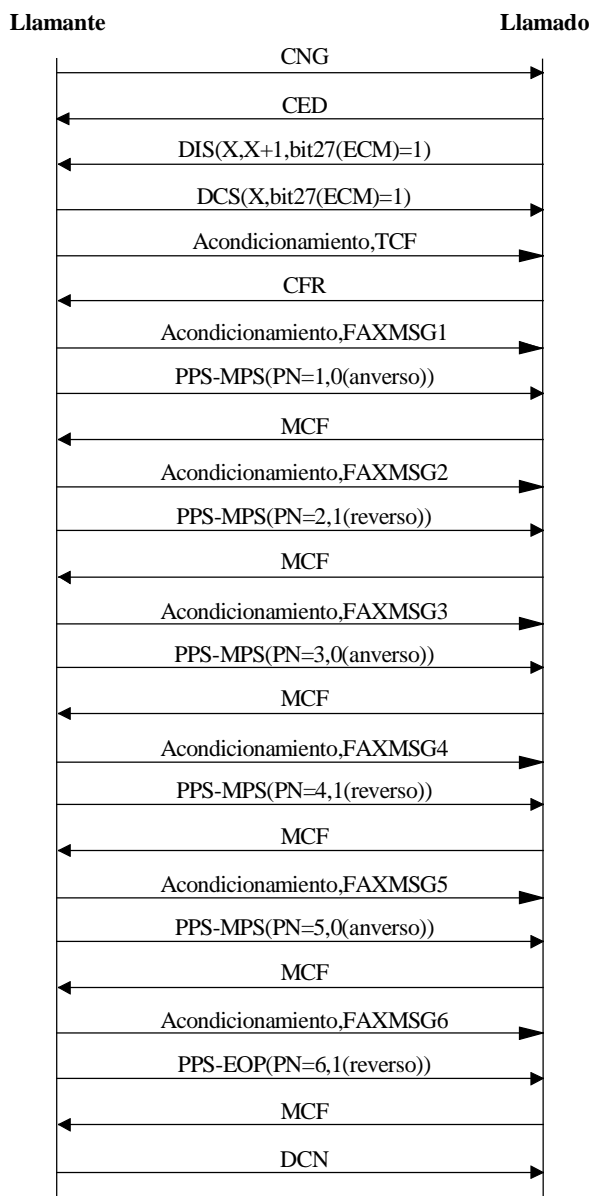 Llamante Llamado
CNG
CED
DIS(X,X+1,bit27(ECM)=1)
DCS(X,bit27(ECM)=1)
Acondicionamiento,TCF
CFR
Acondicionamiento,FAXMSG1
PPS-MPS(PN=1,0(anverso))
MCF
Acondicionamiento,FAXMSG2
PPS-MPS(PN=2,1(reverso))
MCF
Acondicionamiento,FAXMSG3
PPS-MPS(PN=3,0(anverso))
MCF
Acondicionamiento,FAXMSG4
PPS-MPS(PN=4,1(reverso))
MCF
Acondicionamiento,FAXMSG5
PPS-MPS(PN=5,0(anverso))
MCF
Acondicionamiento,FAXMSG6
PPS-EOP(PN=6,1(reverso))
MCF
DCN